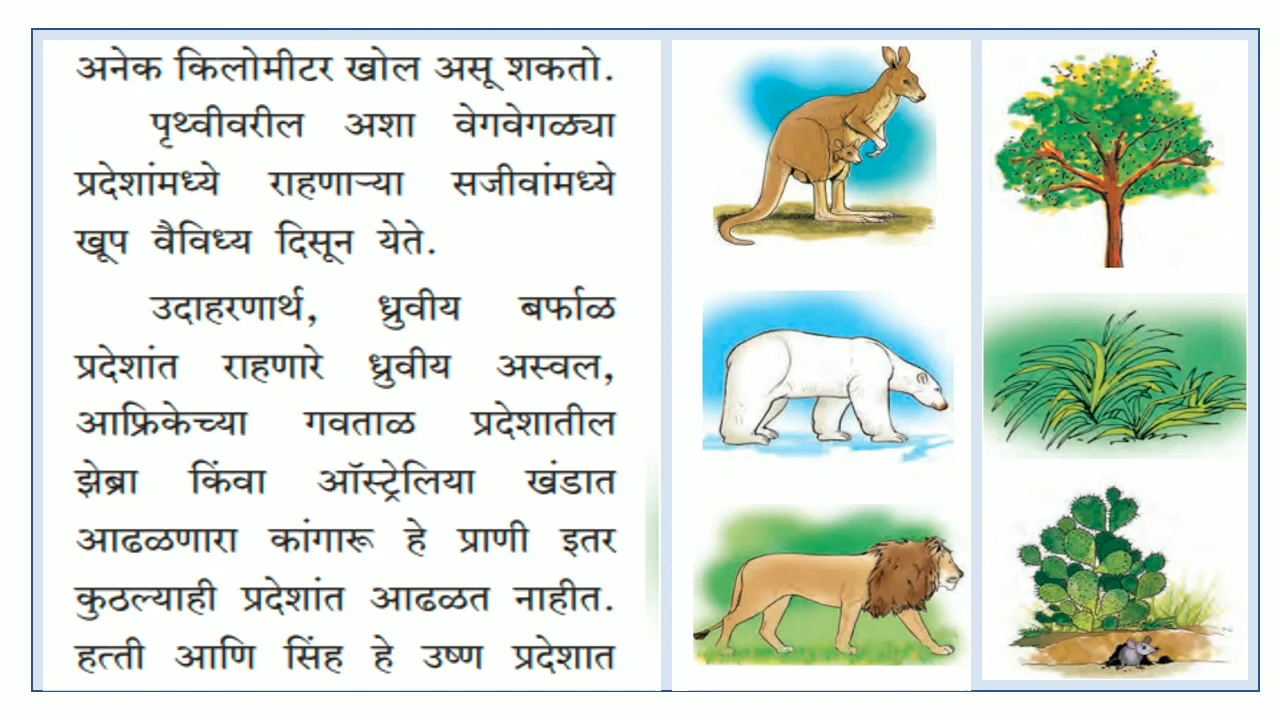 अनेक किलोमीटर खोल असू शकतो.
पृथ्वीवरील अशा वेगवेगळ्या
प्रदेशांमध्ये राहणाऱ्या सजीवांमध्ये
खूप वैविध्य दिसून येते.
उदाहरणार्थ, ध्रुवीय बर्फाळ
प्रदेशांत राहणारे ध्रुवीय अस्वल,
आफ्रिकेच्या गवताळ प्रदेशातील
झेब्रा किंवा ऑस्ट्रेलिया खंडात
आढळणारा कांगारू हे प्राणी इतर
कुठल्याही प्रदेशांत आढळत नाहीत.
हत्ती आणि सिंह हे उष्ण प्रदेशात